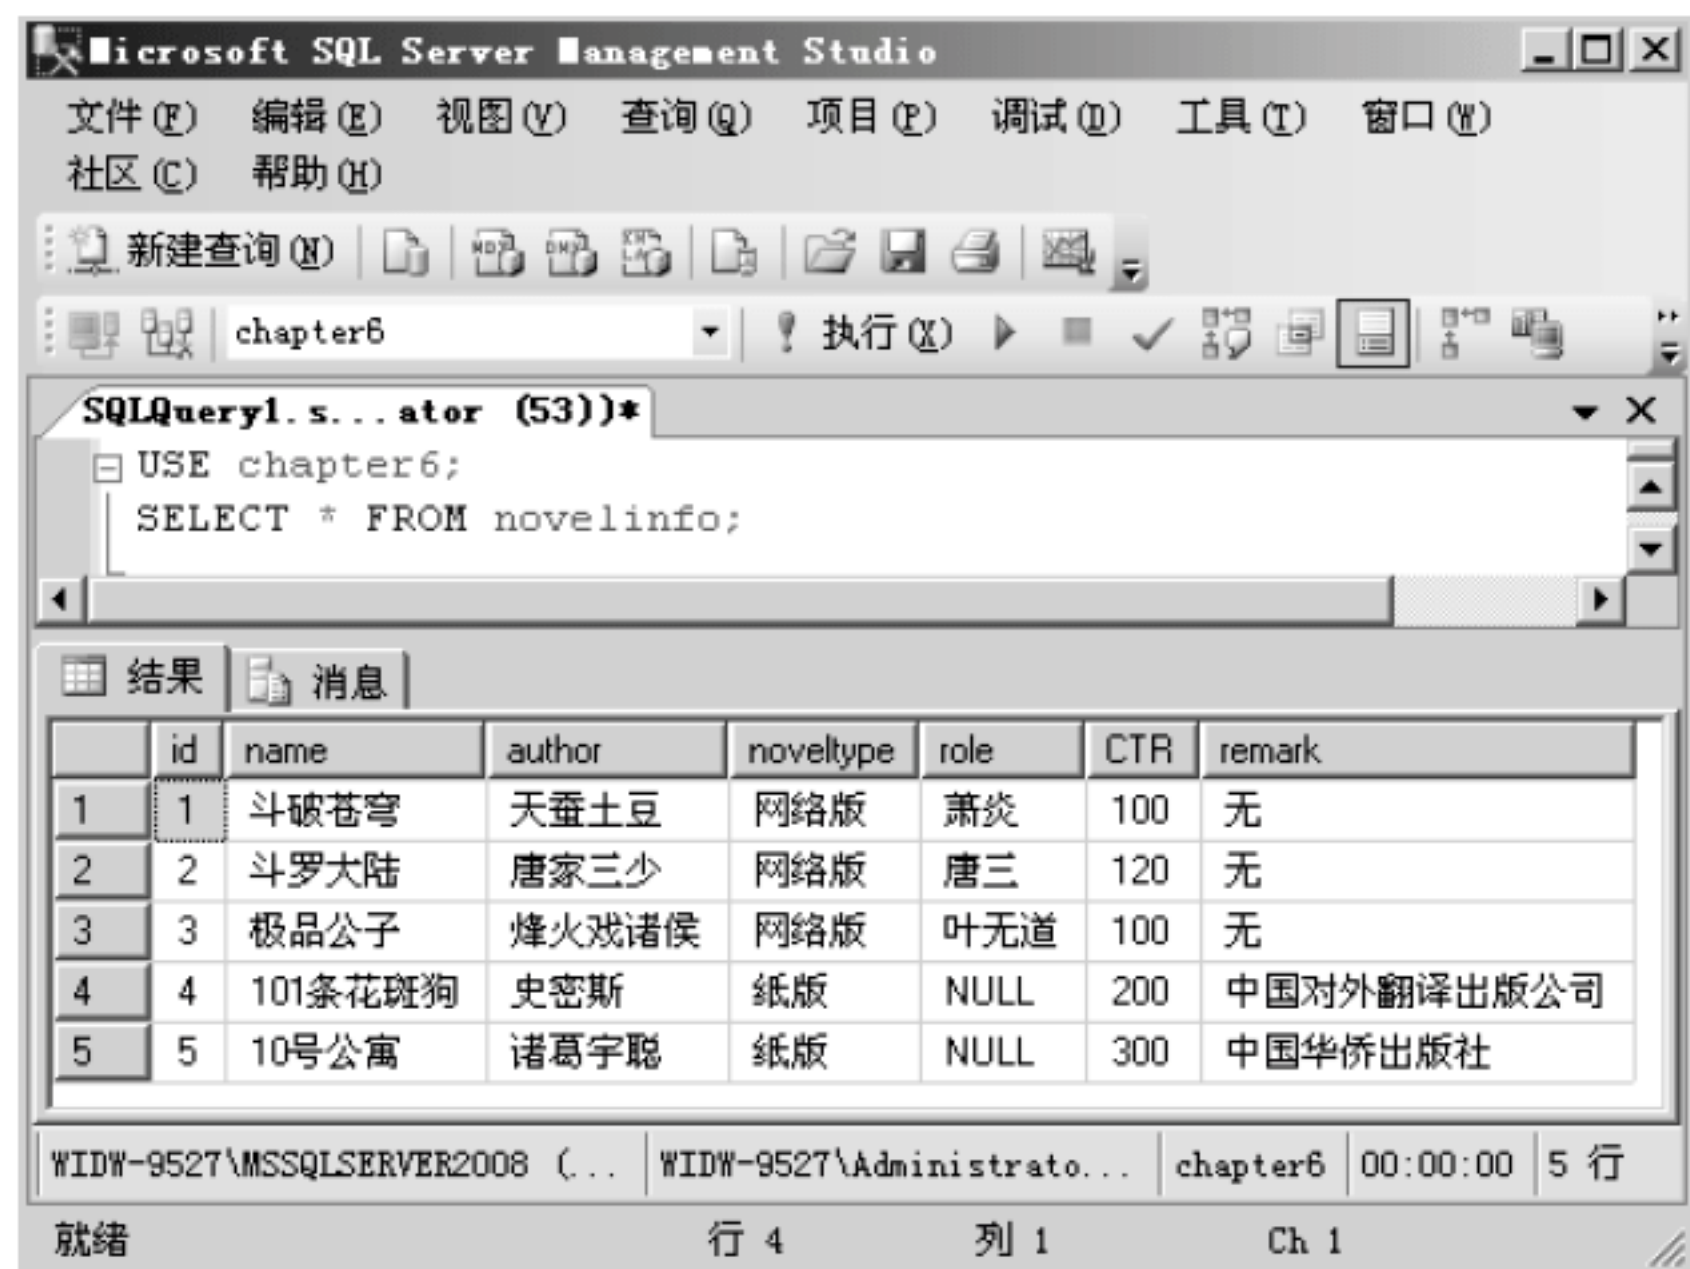 Microsoft SQL Server Management Studio
文件(F) 编辑(E) 视图(V) 查询(Q) 项目(P) 调试(D) 工具(T) 窗口(W)
社区(C) 帮助(H)
新建查询(N)
chapter6 执行(X)
SQLQuery1.s...ator (53))*
USE chapter6;
SELECT * FROM novelinfo;
结果 消息
id name author noveltype role CTR remark
1 1 斗破苍穹 天蚕土豆 网络版 萧炎 100 无
2 2 斗罗大陆 唐家三少 网络版 唐三 120 无
3 3 极品公子 烽火戏诸侯 网络版 叶无道 100 无
4 4 101条花斑狗 史密斯 纸版 NULL 200 中国对外翻译出版公司
5 5 10号公寓 诸葛宇聪 纸版 NULL 300 中国华侨出版社
WIDW-9527\MSSQLSERVER2008 (... WIDW-9527\Administrato... chapter6 00:00:00 5 行
就绪 行 4 列 1 Ch 1